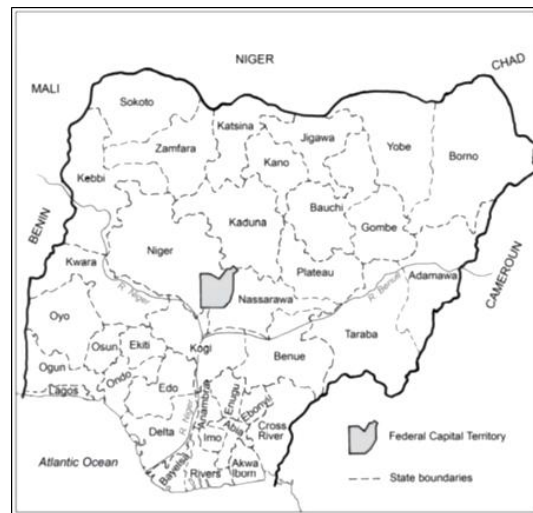 NIGER
CHAD
MALI
Sokoto
Katsina
Jigawa
Yobe
Borno
Zamfara
Kano
Kebbi
Kaduna
Bauchi
Gombe
BENIN
Niger
Plateau
Adamawa
CAMEROUN
Kwara
R. Niger
Nassarawa
R. Benue
Oyo
Taraba
Kogi
Osun
Ekiti
Benue
Ogun
Ondo
Edo
Lagos
Anambra
Enugu
Ebonyi
Delta
R. Niger
Imo
Abia
Cross
River
Federal Capital Territory
Atlantic Ocean
Bayelsa
Rivers
Akwa
Ibom
State boundaries